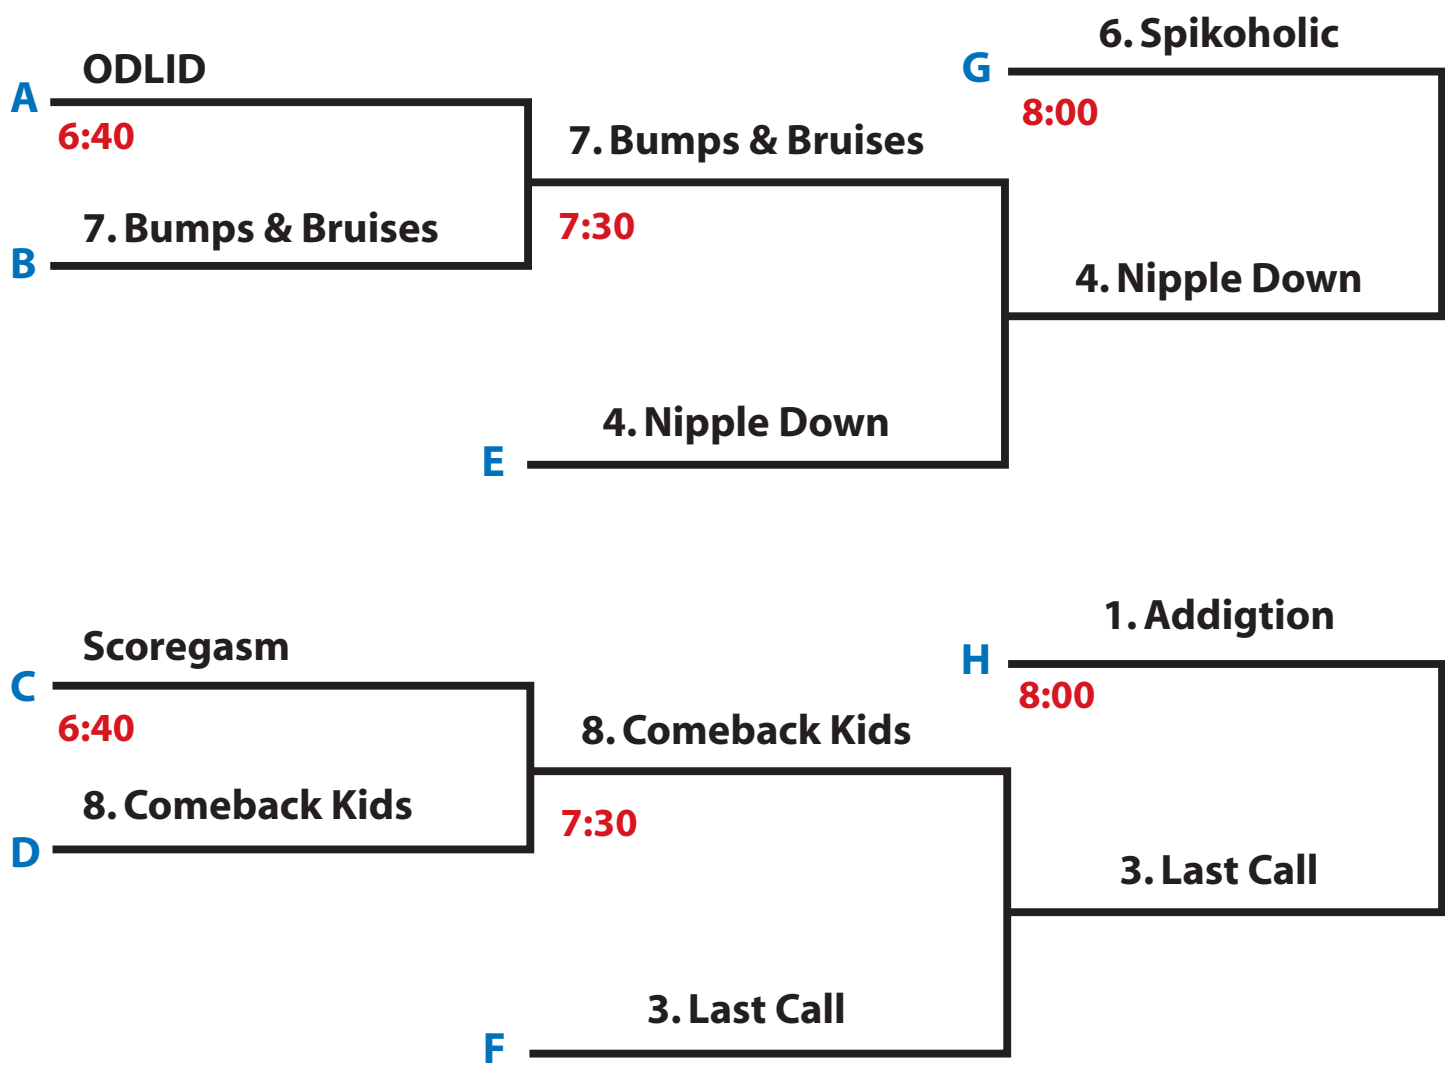 6. Spikoholic
G
8:00
ODLID
A
6:40
7. Bumps & Bruises
7. Bumps & Bruises
B
7:30
4. Nipple Down
4. Nipple Down
E
1. Addigtion
H
8:00
Scoregasm
C
6:40
8. Comeback Kids
8. Comeback Kids
D
7:30
3. Last Call
3. Last Call
F